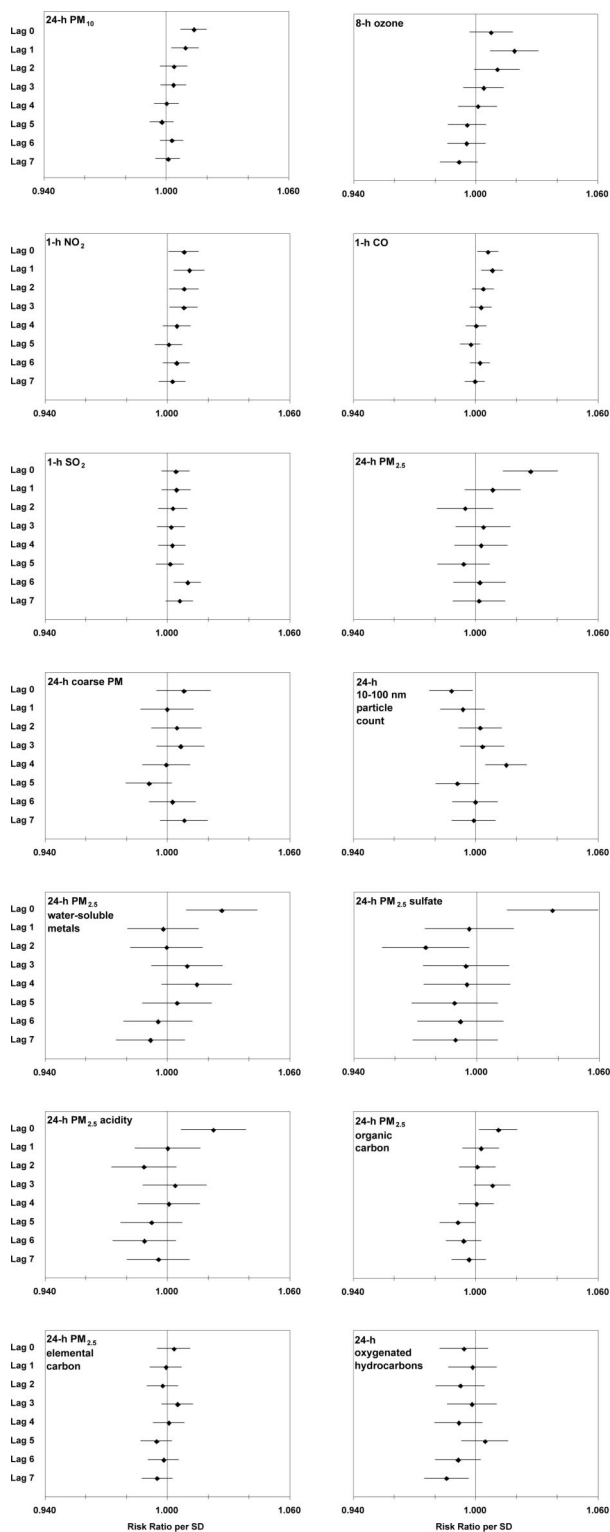 24-h PM10
Lag 0
Lag 1
Lag 2
Lag 3
Lag 4
Lag 5
Lag 6
Lag 7
0.940 1.000 1.060
8-h ozone
0.940 1.000 1.060
1-h NO2
Lag 0
Lag 1
Lag 2
Lag 3
Lag 4
Lag 5
Lag 6
Lag 7
0.940 1.000 1.060
1-h CO
0.940 1.000 1.060
1-h SO2
Lag 0
Lag 1
Lag 2
Lag 3
Lag 4
Lag 5
Lag 6
Lag 7
0.940 1.000 1.060
24-h PM2.5
0.940 1.000 1.060
24-h coarse PM
Lag 0
Lag 1
Lag 2
Lag 3
Lag 4
Lag 5
Lag 6
Lag 7
0.940 1.000 1.060
24-h
10-100 nm
particle
count
0.940 1.000 1.060
24-h PM2.5
water-soluble
metals
Lag 0
Lag 1
Lag 2
Lag 3
Lag 4
Lag 5
Lag 6
Lag 7
0.940 1.000 1.060
24-h PM2.5 sulfate
0.940 1.000 1.060
24-h PM2.5 acidity
Lag 0
Lag 1
Lag 2
Lag 3
Lag 4
Lag 5
Lag 6
Lag 7
0.940 1.000 1.060
24-h PM2.5
organic
carbon
0.940 1.000 1.060
24-h PM2.5
elemental
carbon
Lag 0
Lag 1
Lag 2
Lag 3
Lag 4
Lag 5
Lag 6
Lag 7
0.940 1.000 1.060
Risk Ratio per SD
24-h
oxygenated
hydrocarbons
0.940 1.000 1.060
Risk Ratio per SD